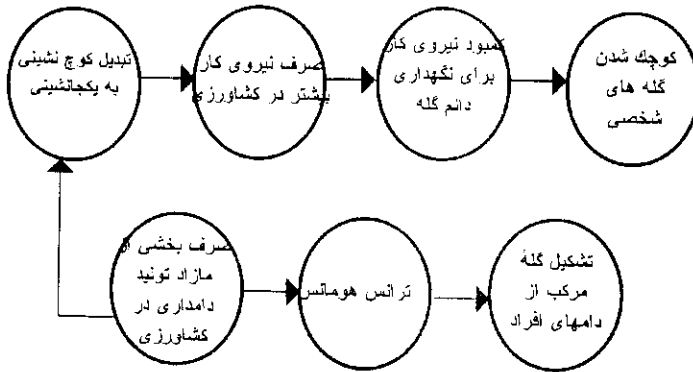 تبدیل کوچ نشینی
به یکجانشینی
صرف نیروی کار
بیشتر در کشاورزی
کمبود نیروی کار
برای نگهداری
دائم گله
کوچك شدن
گله های
شخصی
صرف بخشی از
مازاد تولید
دامداری در
کشاورزی
ترانس هومانس
تشکیل گلهٔ
مرکب از
دامهای افراد